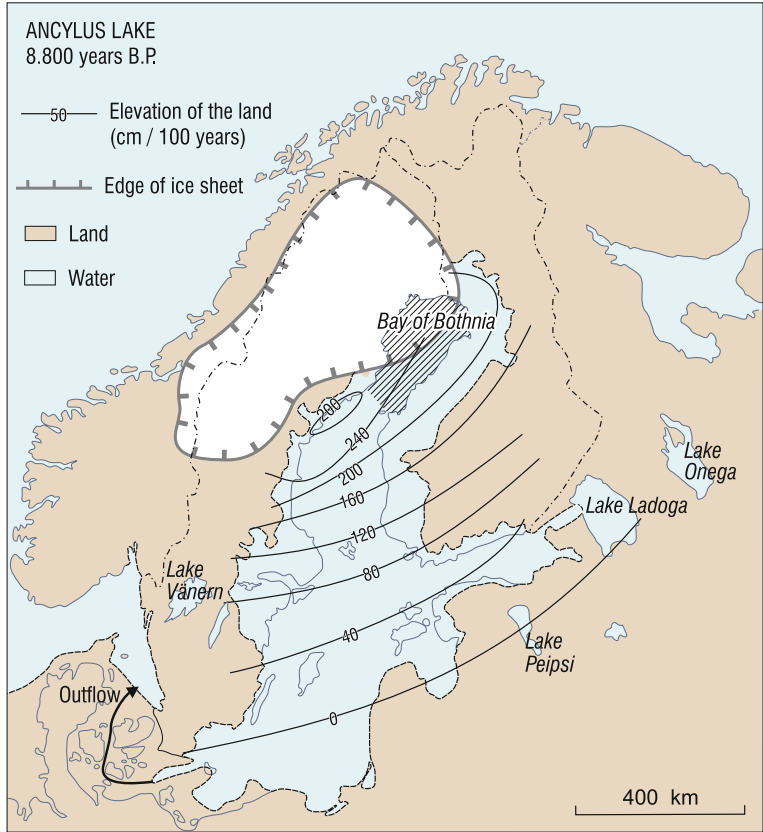 ANCYLUS LAKE
8.800 years B.P.
50
Elevation of the land
(cm / 100 years)
Edge of ice sheet
Land
Water
Bay of Bothnia
200
240
200
160
120
80
40
0
Lake
Onega
Lake Ladoga
Lake
Vänern
Lake
Peipsi
Outflow
400 km